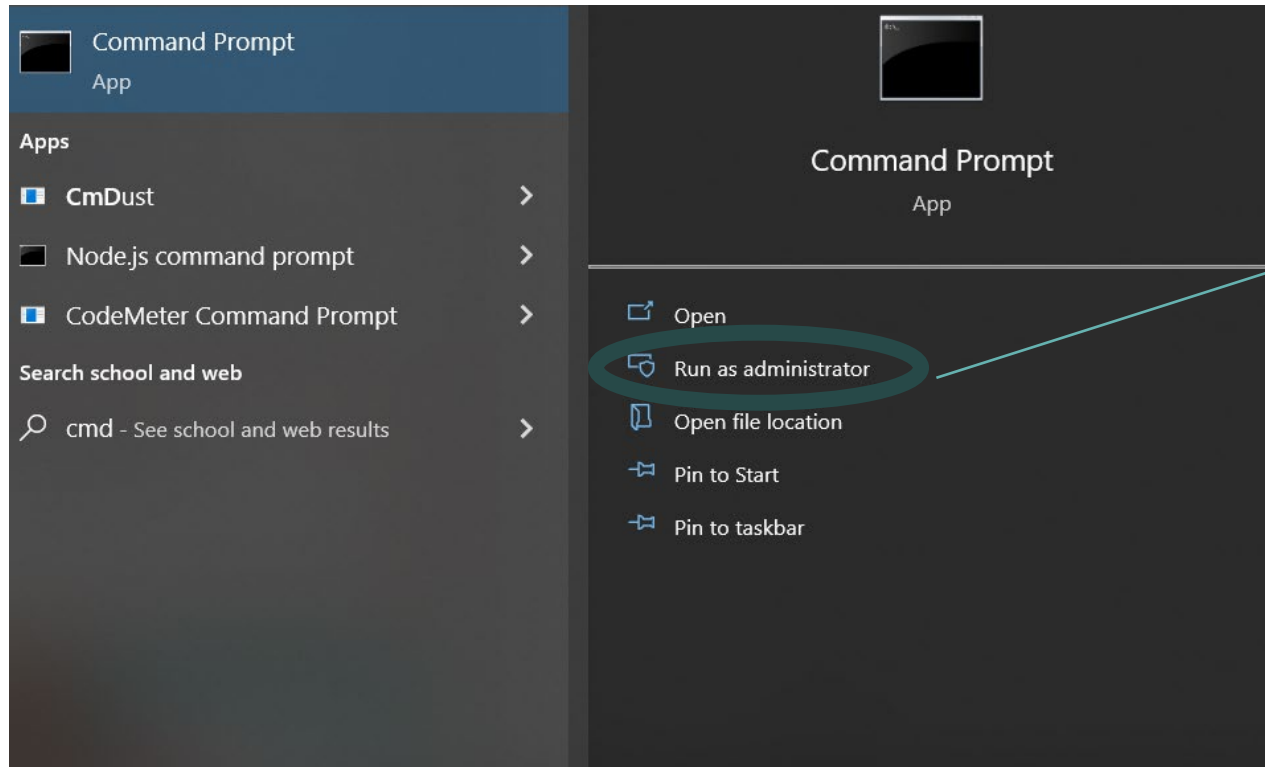 Command Prompt
App
Apps
CmDust
Node.js command prompt
CodeMeter Command Prompt
Search school and web
cmd - See school and web results
Command Prompt
App
Open
Run as administrator
Open file location
Pin to Start
Pin to taskbar